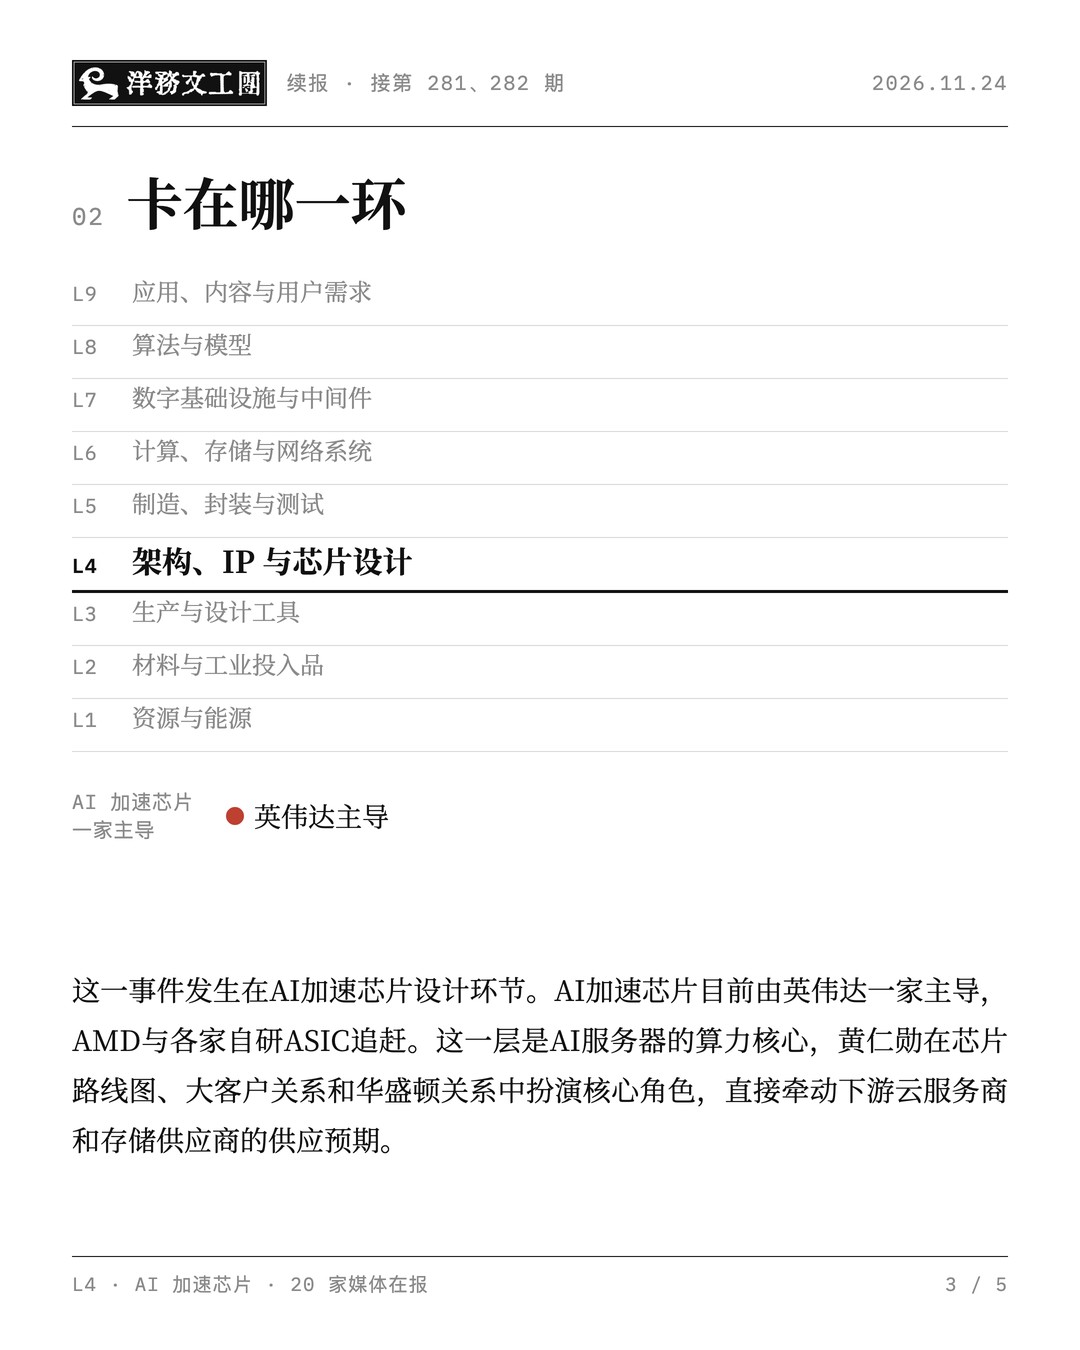 洋務文工團 续报 · 接第 281、282 期 2026.11.24
02 卡在哪一环
L9 应用、内容与用户需求
L8 算法与模型
L7 数字基础设施与中间件
L6 计算、存储与网络系统
L5 制造、封装与测试
L4 架构、IP 与芯片设计
L3 生产与设计工具
L2 材料与工业投入品
L1 资源与能源
AI 加速芯片
一家主导
英伟达主导
这一事件发生在AI加速芯片设计环节。AI加速芯片目前由英伟达一家主导，
AMD与各家自研ASIC追赶。这一层是AI服务器的算力核心，黄仁勋在芯片
路线图、大客户关系和华盛顿关系中扮演核心角色，直接牵动下游云服务商
和存储供应商的供应预期。
L4 · AI 加速芯片 · 20 家媒体在报 3 / 5